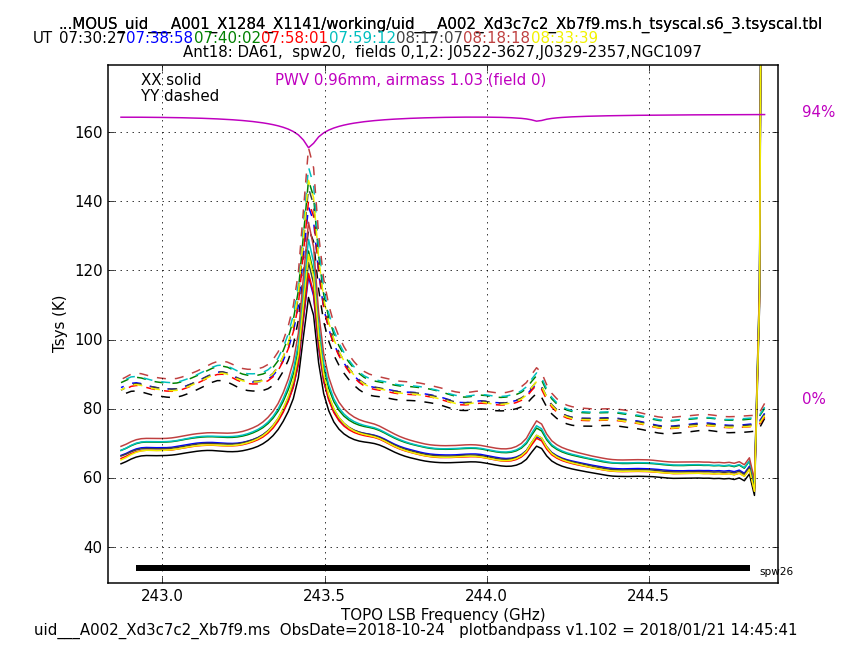 ...MOUS_uid___A001_X1284_X1141/working/uid___A002_Xd3c7c2_Xb7f9.ms.h_tsyscal.s6_3.tsyscal.tbl
UT 07:30:27 07:38:58 07:40:02 07:58:01 07:59:12 08:17:07 08:18:18 08:33:39
Ant18: DA61, spw20, fields 0,1,2: J0522-3627,J0329-2357,NGC1097
XX solid
YY dashed
PWV 0.96mm, airmass 1.03 (field 0)
94%
0%
160
140
120
100
80
60
40
Tsys (K)
spw26
243.0 243.5 244.0 244.5
TOPO LSB Frequency (GHz)
uid___A002_Xd3c7c2_Xb7f9.ms ObsDate=2018-10-24 plotbandpass v1.102 = 2018/01/21 14:45:41